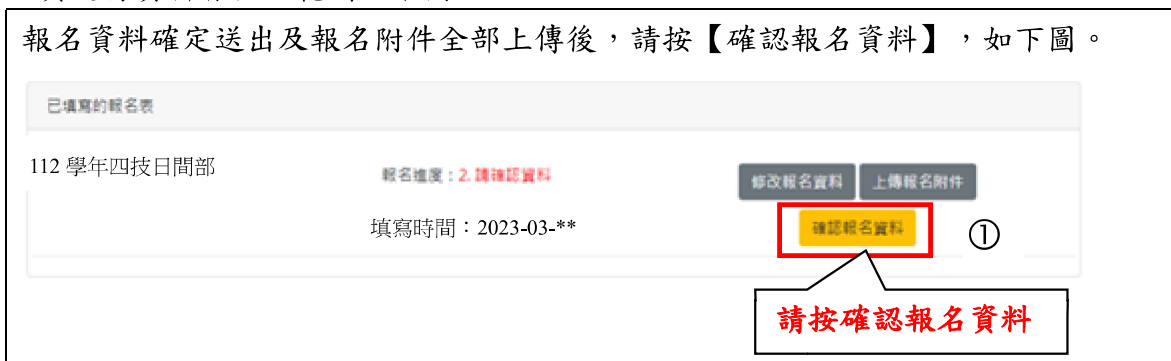 報名資料確定送出及報名附件全部上傳後，請按【確認報名資料】，如下圖。
已填寫的報名表
112 學年四技日間部
報名進度：2. 請確認資料
修改報名資料
上傳報名附件
填寫時間：2023-03-**
確認報名資料
①
請按確認報名資料